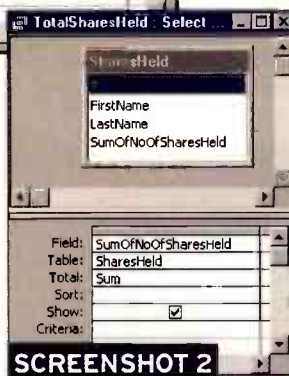 TotalSharesHeld : Select ...
SharesHeld
*
FirstName
LastName
SumOfNoOfSharesHeld
Field: SumOfNoOfSharesHeld
Table: SharesHeld
Total: Sum
Sort:
Show:
Criteria:
SCREENSHOT 2